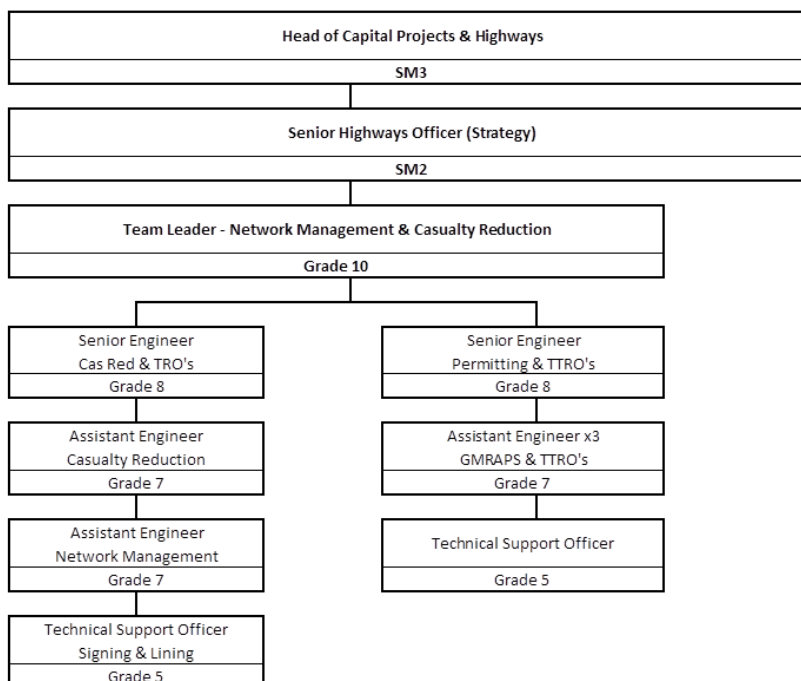 Head of Capital Projects & Highways
SM3
Senior Highways Officer (Strategy)
SM2
Team Leader - Network Management & Casualty Reduction
Grade 10
Senior Engineer
Cas Red & TRO's
Grade 8
Assistant Engineer
Casualty Reduction
Grade 7
Assistant Engineer
Network Management
Grade 7
Technical Support Officer
Signing & Lining
Grade 5
Senior Engineer
Permitting & TTRO's
Grade 8
Assistant Engineer x3
GMRAPS & TTRO's
Grade 7
Technical Support Officer
Grade 5